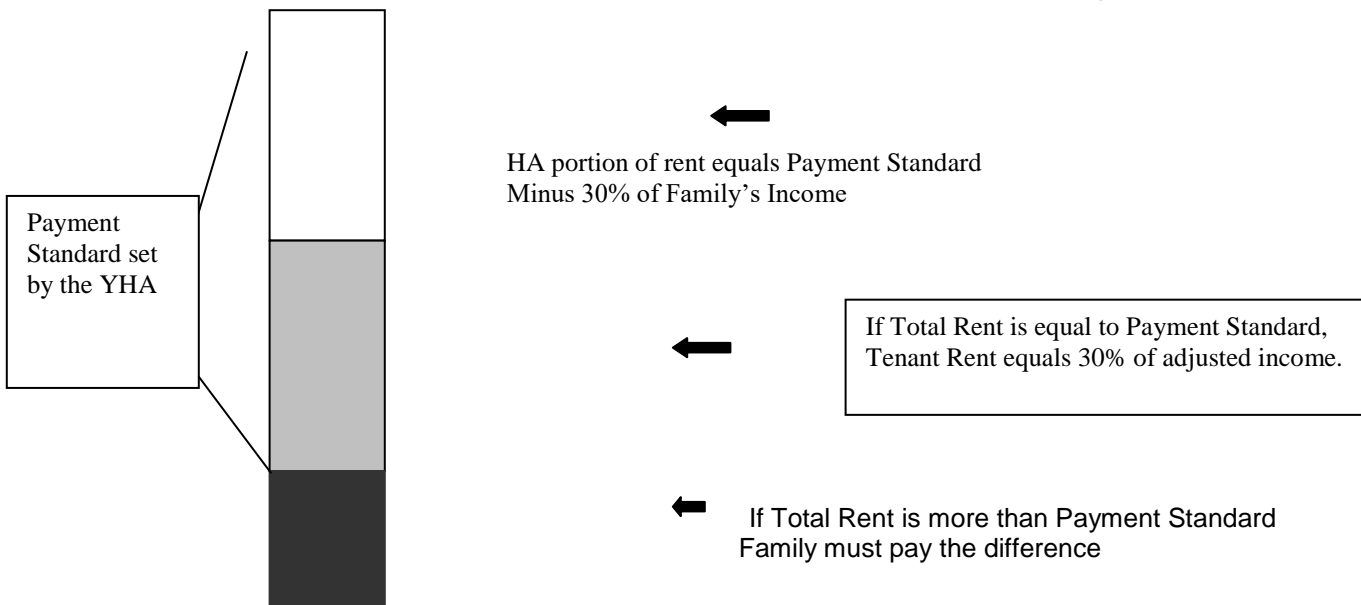 HA portion of rent equals Payment Standard
Minus 30% of Family’s Income
Payment
Standard set
by the YHA
If Total Rent is equal to Payment Standard,
Tenant Rent equals 30% of adjusted income.
If Total Rent is more than Payment Standard
Family must pay the difference